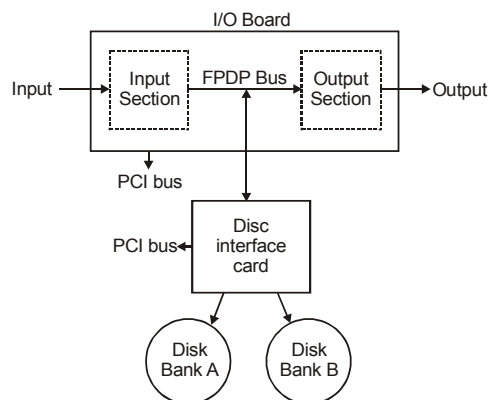 I/O Board
Input
Input
Section
FPDP Bus
Output
Section
Output
PCI bus
PCI bus
Disc
interface
card
Disk
Bank A
Disk
Bank B